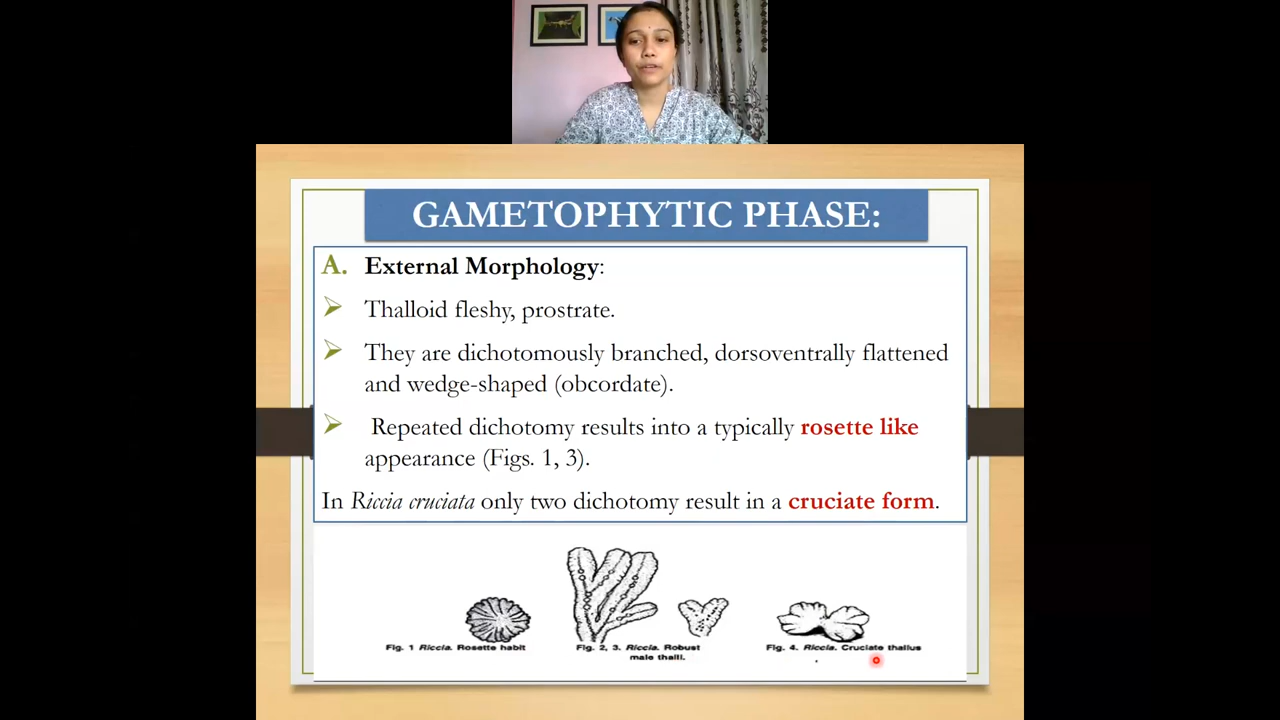 GAMETOPHYTIC PHASE:
A. External Morphology:
Thalloid fleshy, prostrate.
They are dichotomously branched, dorsoventrally flattened
and wedge-shaped (obcordate).
Repeated dichotomy results into a typically rosette like
appearance (Figs. 1, 3).
In Riccia cruciata only two dichotomy result in a cruciate form.
Fig. 1 Riccia. Rosette habit
Fig. 2, 3. Riccia. Robust
male thalli.
Fig. 4. Riccia. Cruciate thallus